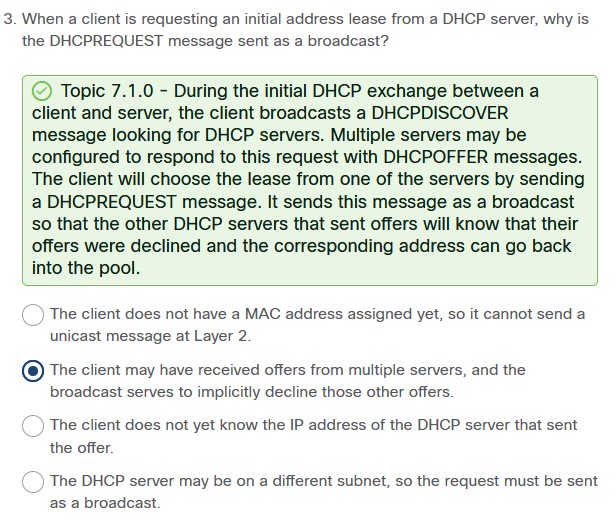 3. When a client is requesting an initial address lease from a DHCP server, why is
the DHCPREQUEST message sent as a broadcast?
Topic 7.1.0 - During the initial DHCP exchange between a
client and server, the client broadcasts a DHCPDISCOVER
message looking for DHCP servers. Multiple servers may be
configured to respond to this request with DHCPOFFER messages.
The client will choose the lease from one of the servers by sending
a DHCPREQUEST message. It sends this message as a broadcast
so that the other DHCP servers that sent offers will know that their
offers were declined and the corresponding address can go back
into the pool.
The client does not have a MAC address assigned yet, so it cannot send a
unicast message at Layer 2.
The client may have received offers from multiple servers, and the
broadcast serves to implicitly decline those other offers.
The client does not yet know the IP address of the DHCP server that sent
the offer.
The DHCP server may be on a different subnet, so the request must be sent
as a broadcast.